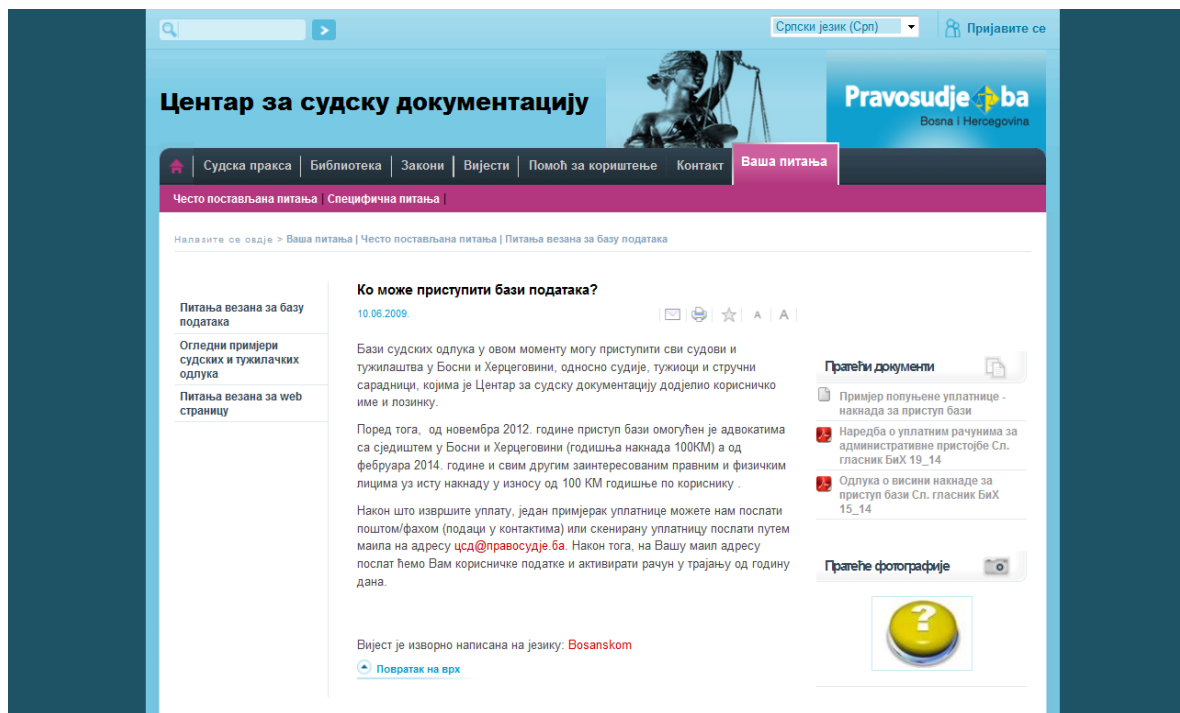 Српски језик (Срп)
Пријавите се
Центар за судску документацију
Pravosudje ba
Bosna i Hercegovina
Судска пракса | Библиотека | Закони | Вијести | Помоћ за кориштење Контакт Ваша питања
Често постављана питања | Специфична питања |
Налазите се овдје > Ваша питања | Често постављана питања | Питања везана за базу података
Питања везана за базу
података
Огледни примјери
судских и тужилачких
одлука
Питања везана за web
страницу
Ко може приступити бази података?
10.06.2009.
A | A
Бази судских одлука у овом моменту могу приступити сви судови и
тужилаштва у Босни и Херцеговини, односно судије, тужиоци и стручни
сарадници, којима је Центар за судску документацију додјелио корисничко
име и лозинку.
Поред тога, од новембра 2012. године приступ бази омогућен је адвокатима
са сједиштем у Босни и Херцеговини (годишња накнада 100КМ) а од
фебруара 2014. године и свим другим заинтересованим правним и физичким
лицима уз исту накнаду у износу од 100 КМ годишње по кориснику .
Након што извршите уплату, један примјерак уплатнице можете нам послати
поштом/фахом (подаци у контактима) или скенирану уплатницу послати путем
маила на адресу цсд@правосудје.ба. Након тога, на Вашу маил адресу
послат ћемо Вам корисничке податке и активирати рачун у трајању од годину
дана.
Вијест је изворно написана на језику: Bosanskom
Повратак на врх
Пратећи документи
Примјер попуњене уплатнице -
накнада за приступ бази
Наредба о уплатним рачунима за
административне пристојбе Сл.
гласник БиХ 19_14
Одлука о висини накнаде за
приступ бази Сл. гласник БиХ
15_14
Пратеће фотографије
?